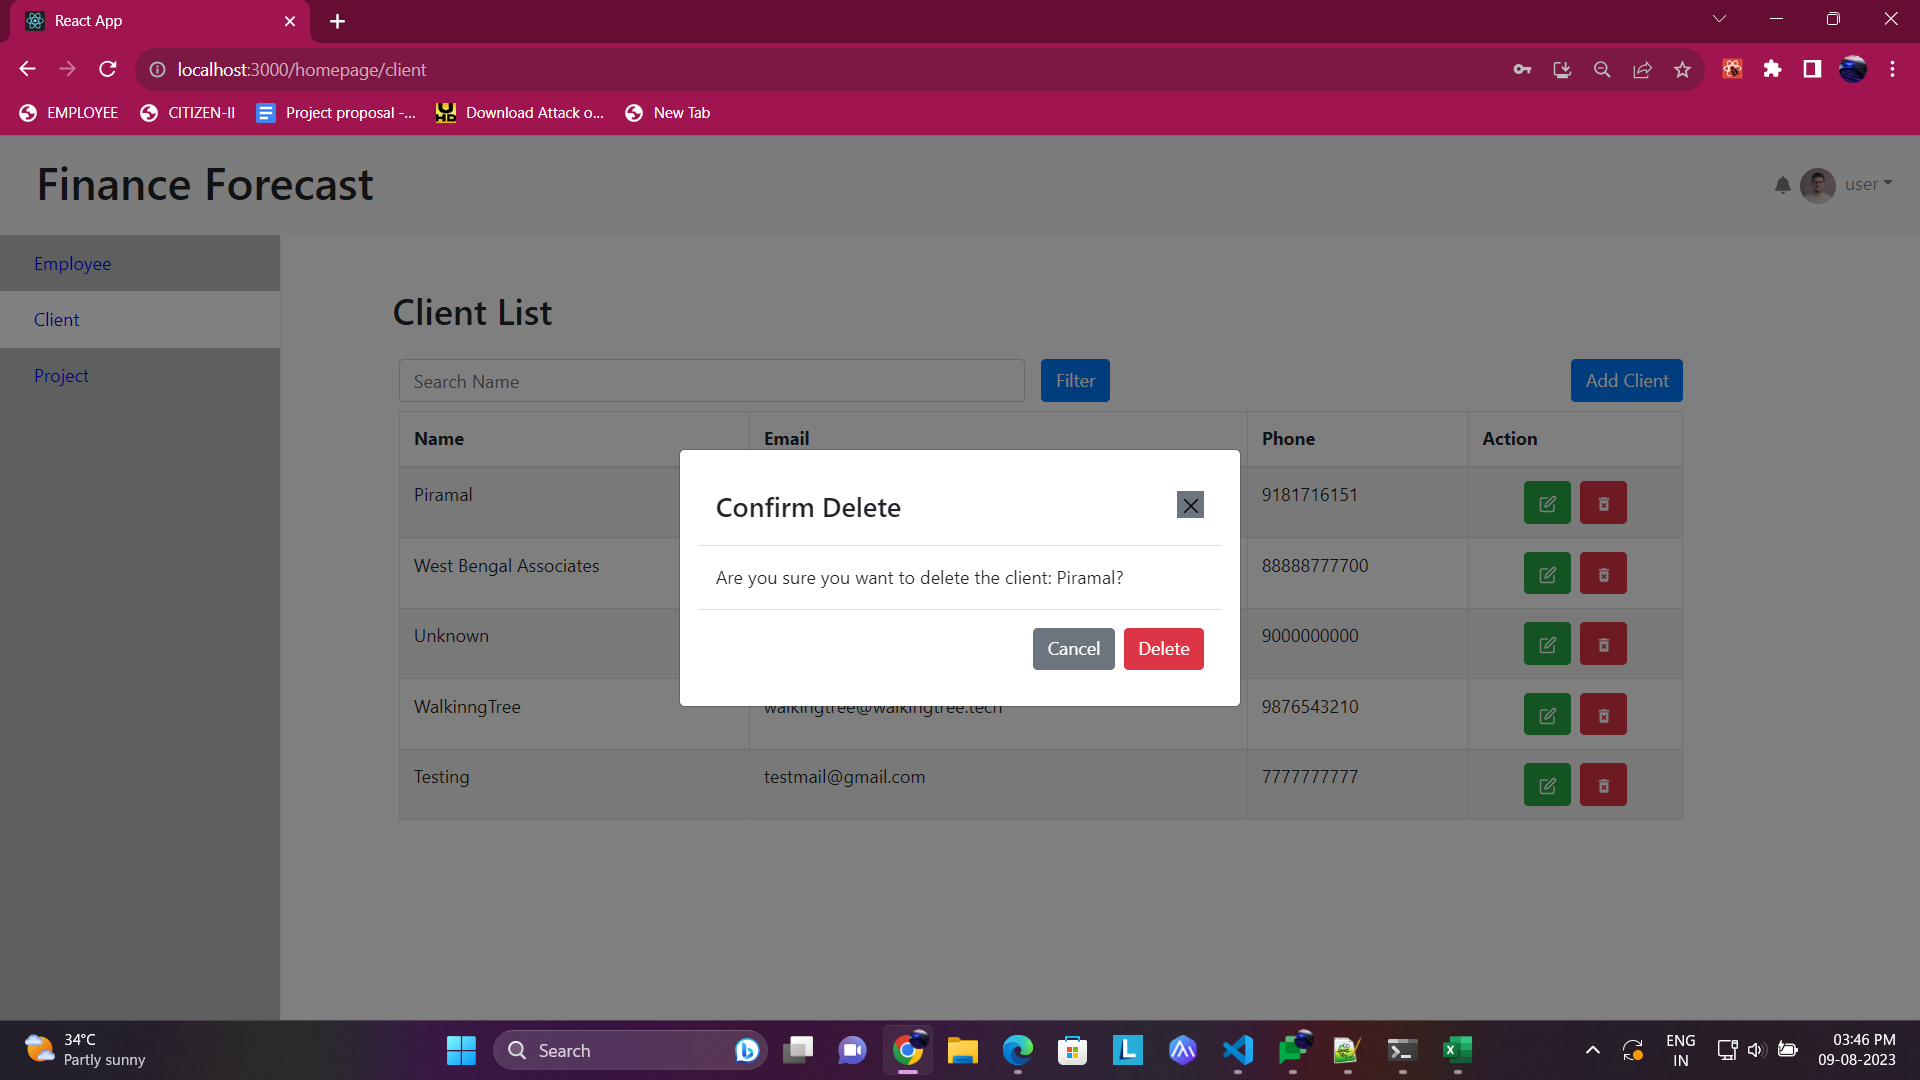 React App
localhost:3000/homepage/client
EMPLOYEE
CITIZEN-II
Project proposal -...
Download Attack o...
New Tab
Finance Forecast
user
Employee
Client
Project
Client List
Search Name
Filter
Add Client
Name Email Phone Action
Piramal 9181716151
West Bengal Associates 88888777700
Unknown 9000000000
WalkinngTree walkingtree@walkingtree.tech 9876543210
Testing testmail@gmail.com 7777777777
Confirm Delete
Are you sure you want to delete the client: Piramal?
Cancel
Delete
34°C
Partly sunny
Search
ENG
IN
03:46 PM
09-08-2023